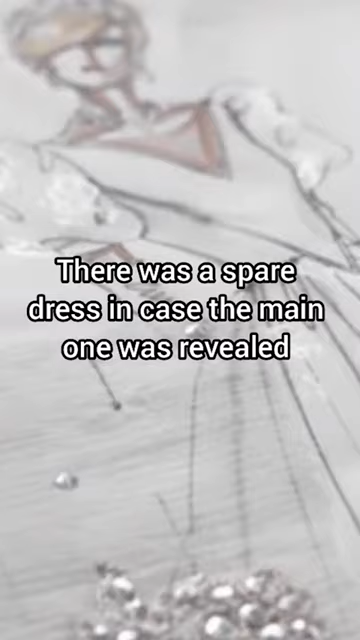 There was a spare
dress in case the main
one was revealed